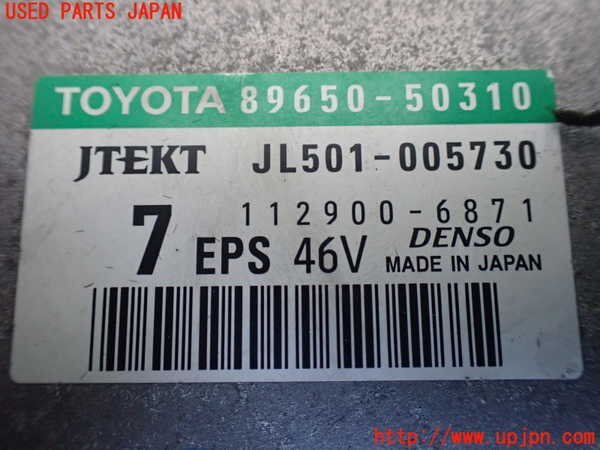 USED PARTS JAPAN
TOYOTA 89650-50310
JTEKT JL501-005730
7 EPS 46V 112900-6871
DENSO
MADE IN JAPAN
http://www.upjpn.com/